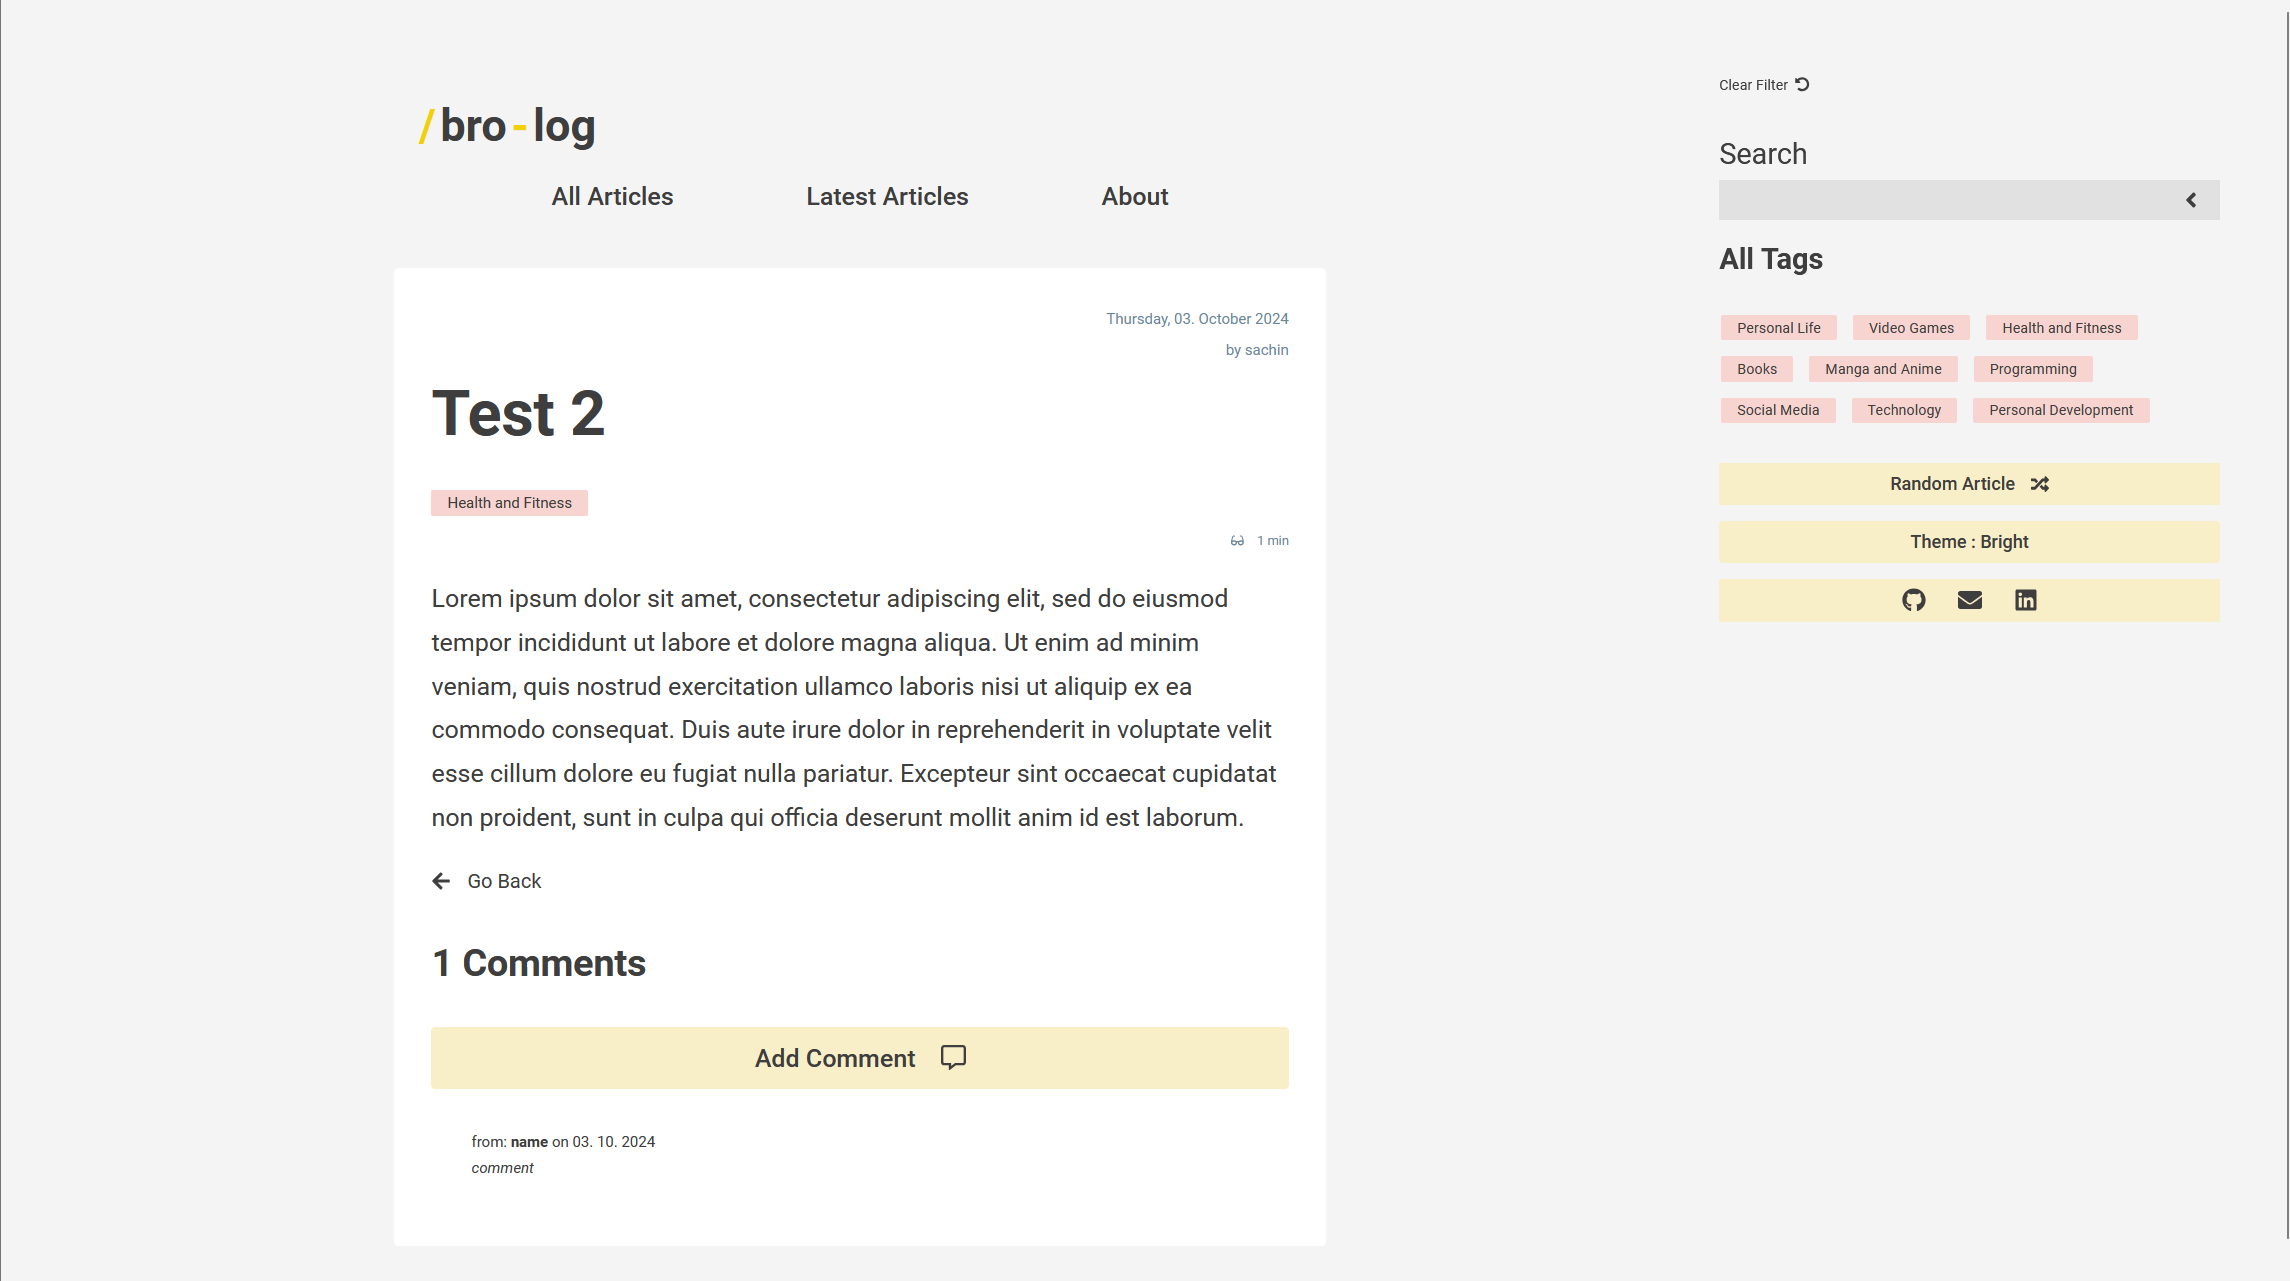 /bro-log
All Articles Latest Articles About
Thursday, 03. October 2024
by sachin
Test 2
Health and Fitness
1 min
Lorem ipsum dolor sit amet, consectetur adipiscing elit, sed do eiusmod
tempor incididunt ut labore et dolore magna aliqua. Ut enim ad minim
veniam, quis nostrud exercitation ullamco laboris nisi ut aliquip ex ea
commodo consequat. Duis aute irure dolor in reprehenderit in voluptate velit
esse cillum dolore eu fugiat nulla pariatur. Excepteur sint occaecat cupidatat
non proident, sunt in culpa qui officia deserunt mollit anim id est laborum.
Go Back
1 Comments
Add Comment
from: name on 03. 10. 2024
comment
Clear Filter
Search
All Tags
Personal Life Video Games Health and Fitness
Books Manga and Anime Programming
Social Media Technology Personal Development
Random Article
Theme : Bright